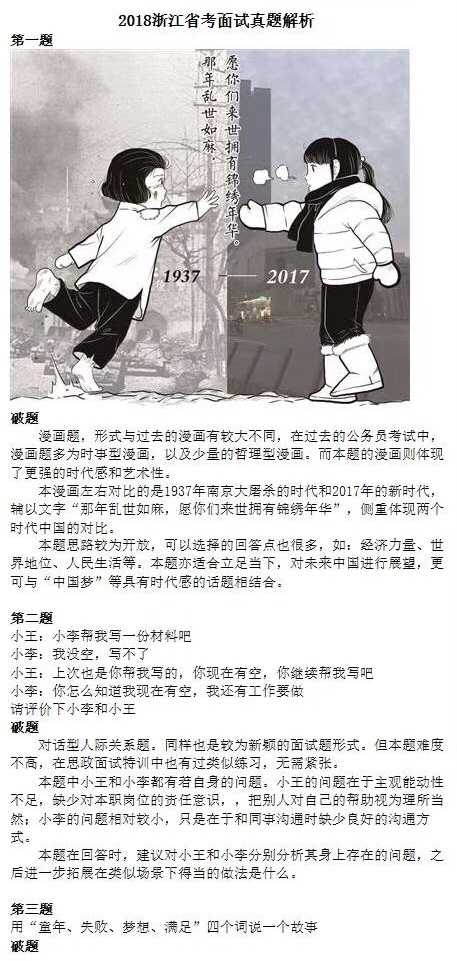 2018浙江省考面试真题解析
第一题
愿你们来世拥有锦绣年华。
那年乱世如麻，
1937
2017
破题
漫画题，形式与过去的漫画有较大不同，在过去的公务员考试中，
漫画题多为时事型漫画，以及少量的哲理型漫画。而本题的漫画则体现
了更强的时代感和艺术性。
本漫画左右对比的是1937年南京大屠杀的时代和2017年的新时代，
辅以文字“那年乱世如麻，愿你们来世拥有锦绣年华”，侧重体现两个
时代中国的对比。
本题思路较为开放，可以选择的回答点也很多，如：经济力量、世
界地位、人民生活等。本题亦适合立足当下，对未来中国进行展望，更
可与“中国梦”等具有时代感的话题相结合。
第二题
小王：小李帮我写一份材料吧
小李：我没空，写不了
小王：上次也是你帮我写的，你现在有空，你继续帮我写吧
小李：你怎么知道我现在有空，我还有工作要做
请评价下小李和小王
破题
对话型人际关系题。同样也是较为新颖的面试题形式。但本题难度
不高，在思政面试特训中也有过类似练习，无需紧张。
本题中小王和小李都有若自身的问题。小王的问题在于主观能动性
不足，缺少对本职岗位的责任意识，，把别人对自己的帮助视为理所当
然；小李的问题相对较小，只是在于和同事沟通时缺少良好的沟通方
式。
本题在回答时，建议对小王和小李分别分析其身上存在的问题，之
后进一步拓展在类似场景下得当的做法是什么。
第三题
用“童年、失败、梦想、满足”四个词说一个故事
破题